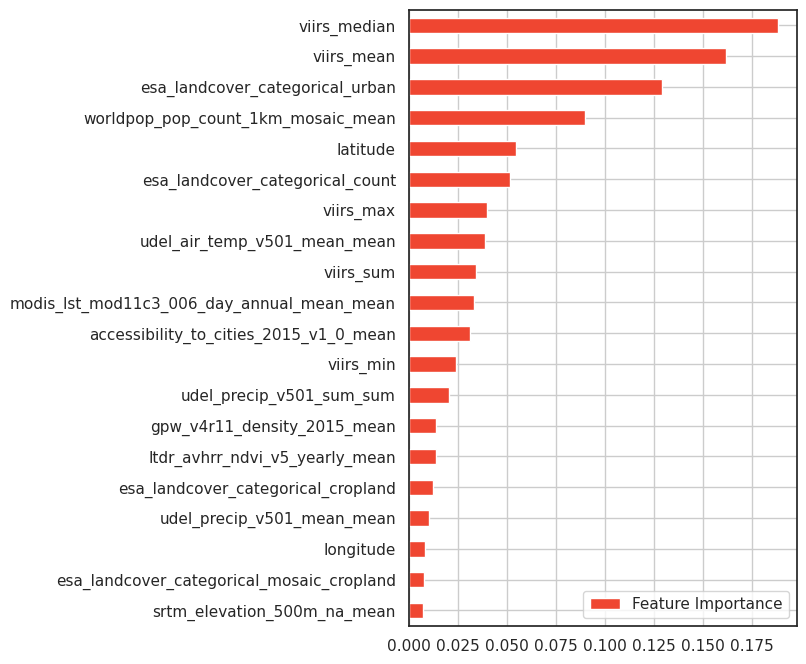 viirs_median
viirs_mean
esa_landcover_categorical_urban
worldpop_pop_count_1km_mosaic_mean
latitude
esa_landcover_categorical_count
viirs_max
udel_air_temp_v501_mean_mean
viirs_sum
modis_lst_mod11c3_006_day_annual_mean_mean
accessibility_to_cities_2015_v1_0_mean
viirs_min
udel_precip_v501_sum_sum
gpw_v4r11_density_2015_mean
ltdr_avhrr_ndvi_v5_yearly_mean
esa_landcover_categorical_cropland
udel_precip_v501_mean_mean
longitude
esa_landcover_categorical_mosaic_cropland
srtm_elevation_500m_na_mean
Feature Importance
0.000 0.025 0.050 0.075 0.100 0.125 0.150 0.175